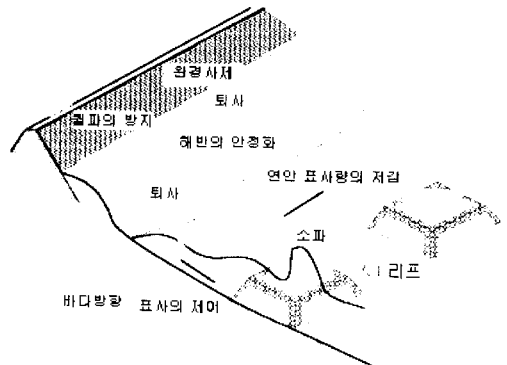 완경사제
퇴사
월파의 방지
해빈의 안정화
연안 표사량의 저감
퇴사
소파
리프
바다방향 표사의 제어